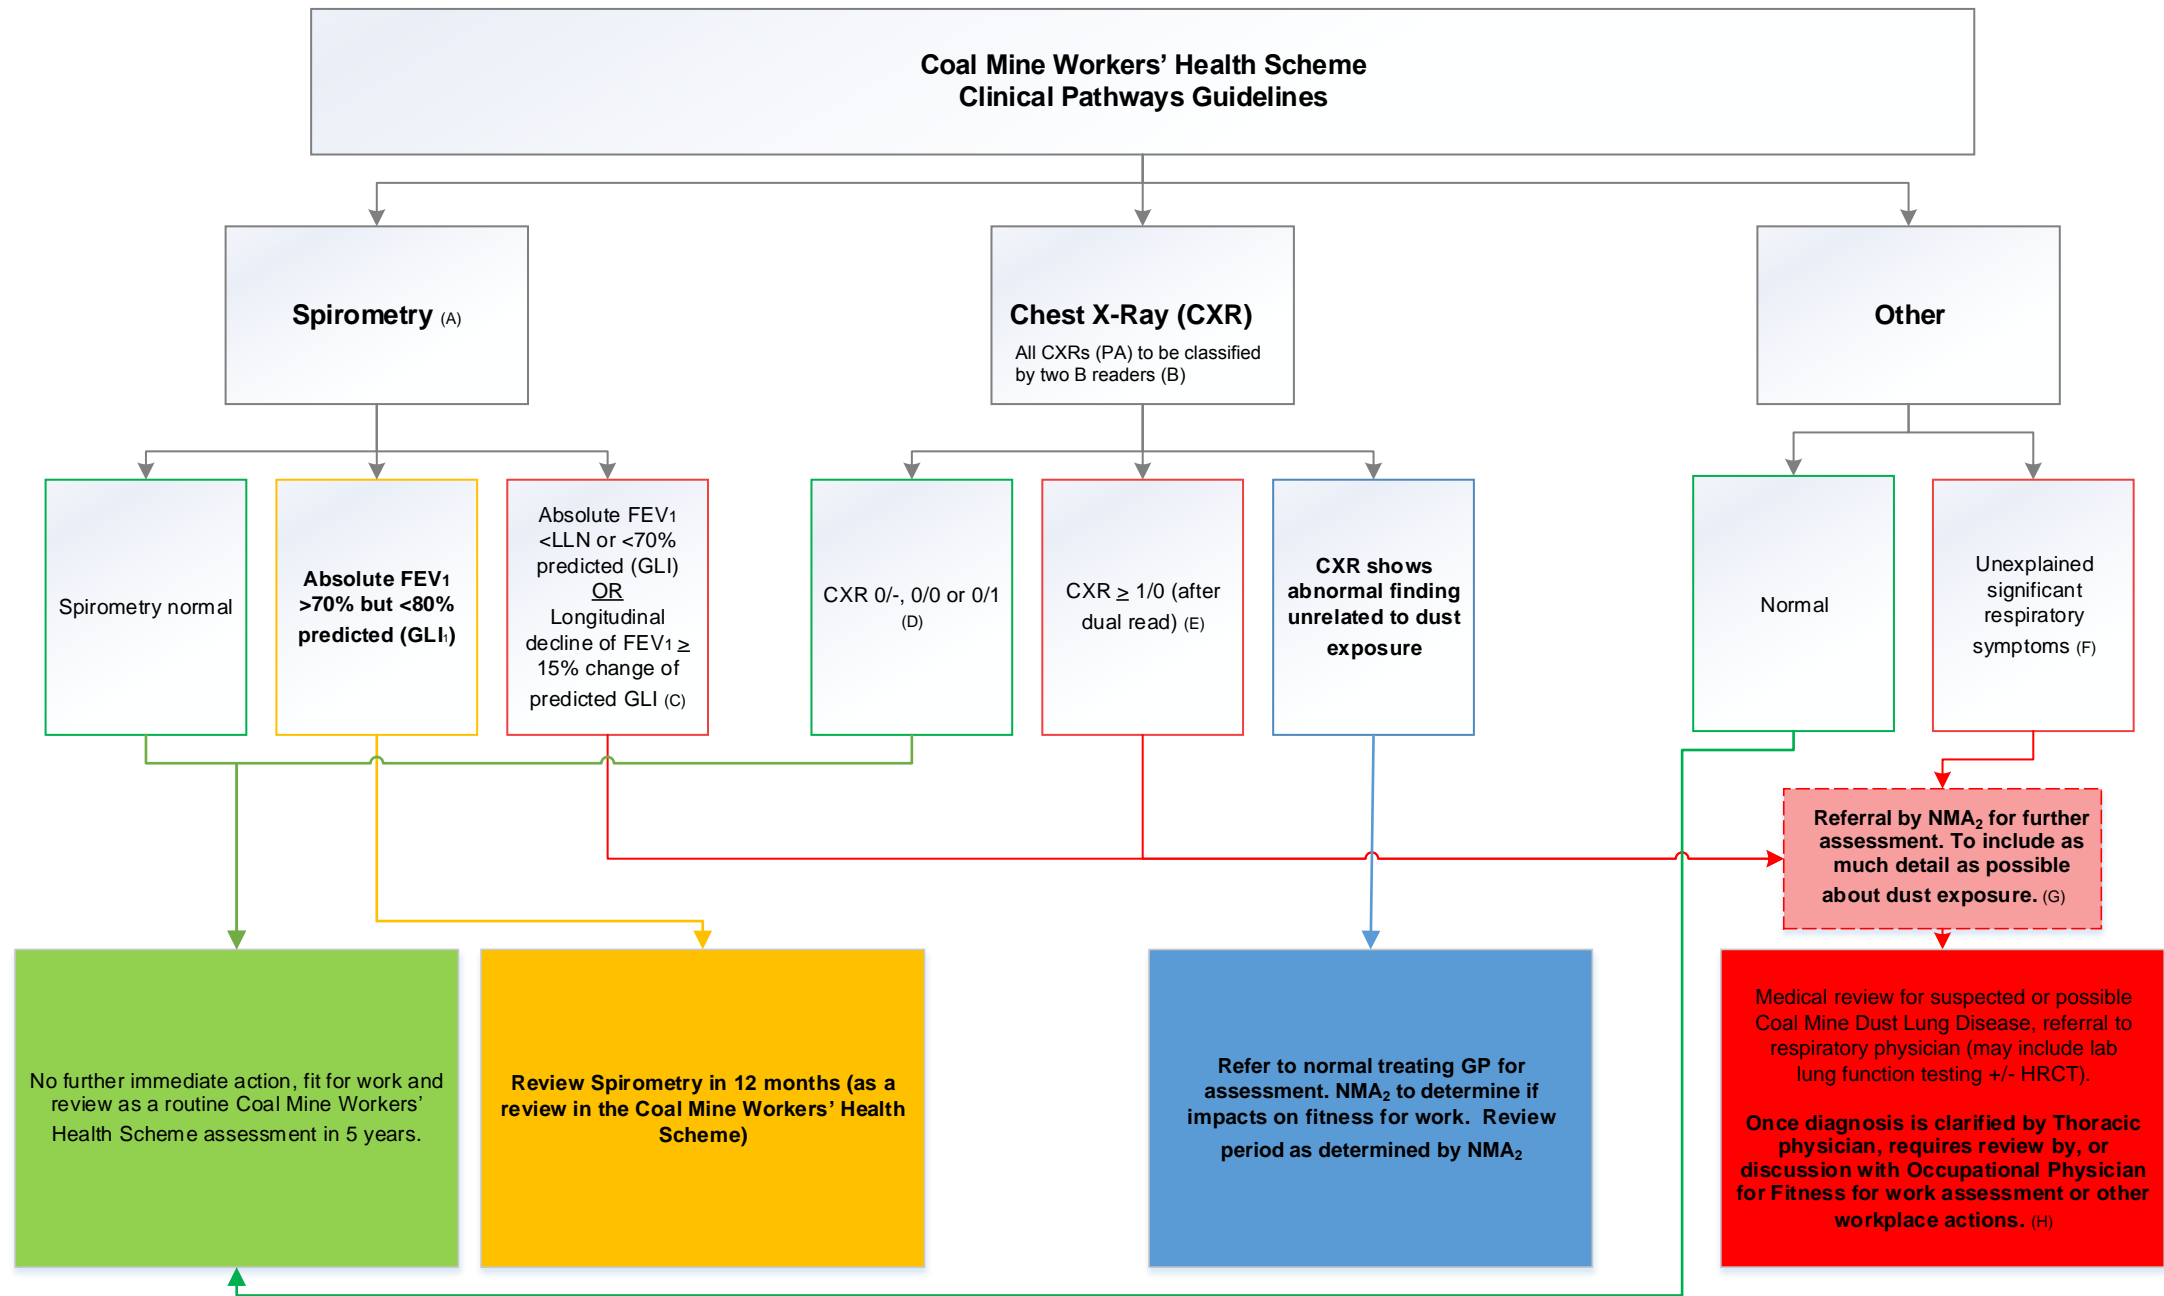 Coal Mine Workers’ Health Scheme
Clinical Pathways Guidelines
Spirometry (A)
Chest X-Ray (CXR)
All CXRs (PA) to be classified
by two B readers (B)
Other
Spirometry normal
Absolute FEV1
>70% but <80%
predicted (GLI1)
Absolute FEV1
<LLN or <70%
predicted (GLI)
OR
Longitudinal
decline of FEV1 ≥
15% change of
predicted GLI (C)
CXR 0/-, 0/0 or 0/1
(D)
CXR ≥ 1/0 (after
dual read) (E)
CXR shows
abnormal finding
unrelated to dust
exposure
Normal
Unexplained
significant
respiratory
symptoms (F)
Referral by NMA2 for further
assessment. To include as
much detail as possible
about dust exposure. (G)
No further immediate action, fit for work and
review as a routine Coal Mine Workers’
Health Scheme assessment in 5 years.
Review Spirometry in 12 months (as a
review in the Coal Mine Workers’ Health
Scheme)
Refer to normal treating GP for
assessment. NMA2 to determine if
impacts on fitness for work.  Review
period as determined by NMA2
Medical review for suspected or possible
Coal Mine Dust Lung Disease, referral to
respiratory physician (may include lab
lung function testing +/- HRCT).
Once diagnosis is clarified by Thoracic
physician, requires review by, or
discussion with Occupational Physician
for Fitness for work assessment or other
workplace actions. (H)